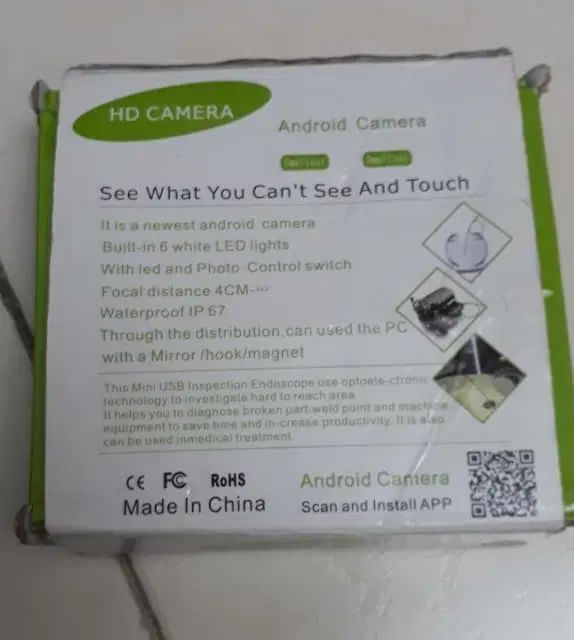 HD CAMERA
Android Camera
See What You Can't See And Touch
It is a newest android camera
Built-in 6 white LED lights
With led and Photo Control switch
Focal distance 4CM-∞
Waterproof IP 67
Through the distribution,can used the PC
with a Mirror /hook/magnet
This Mini USB Inspection Endoscope use optoele-ctronic
technology to investigate hard to reach area
It helps you to diagnose broken part,weld point and machine,
equipment to save time and in-crease productivity. It is also
can be used inmedical treatment.
CE FC RoHS
Made In China
Android Camera
Scan and Install APP